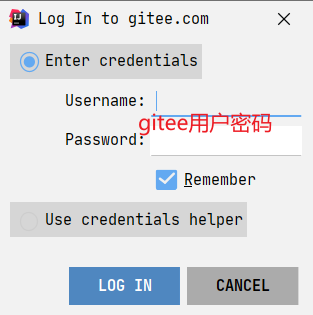 Log In to gitee.com
Enter credentials
Username:
gitee用户密码
Password:
Remember
Use credentials helper
LOG IN
CANCEL